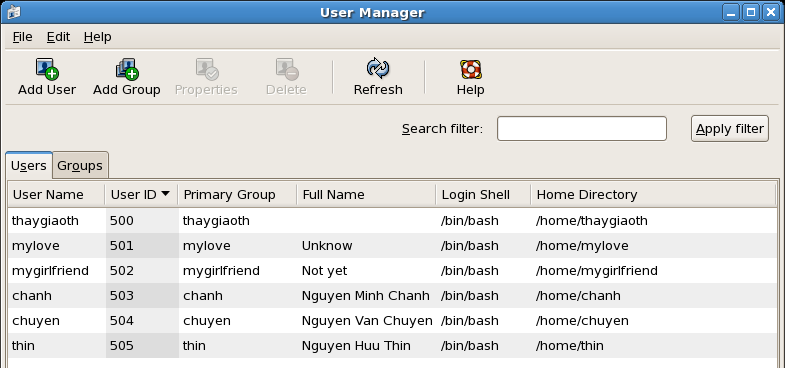 User Manager
File Edit Help
Add User Add Group Properties Delete Refresh Help
Search filter: Apply filter
Users Groups
User Name User ID Primary Group Full Name Login Shell Home Directory
thaygiaoth 500 thaygiaoth /bin/bash /home/thaygiaoth
mylove 501 mylove Unknow /bin/bash /home/mylove
mygirlfriend 502 mygirlfriend Not yet /bin/bash /home/mygirlfriend
chanh 503 chanh Nguyen Minh Chanh /bin/bash /home/chanh
chuyen 504 chuyen Nguyen Van Chuyen /bin/bash /home/chuyen
thin 505 thin Nguyen Huu Thin /bin/bash /home/thin